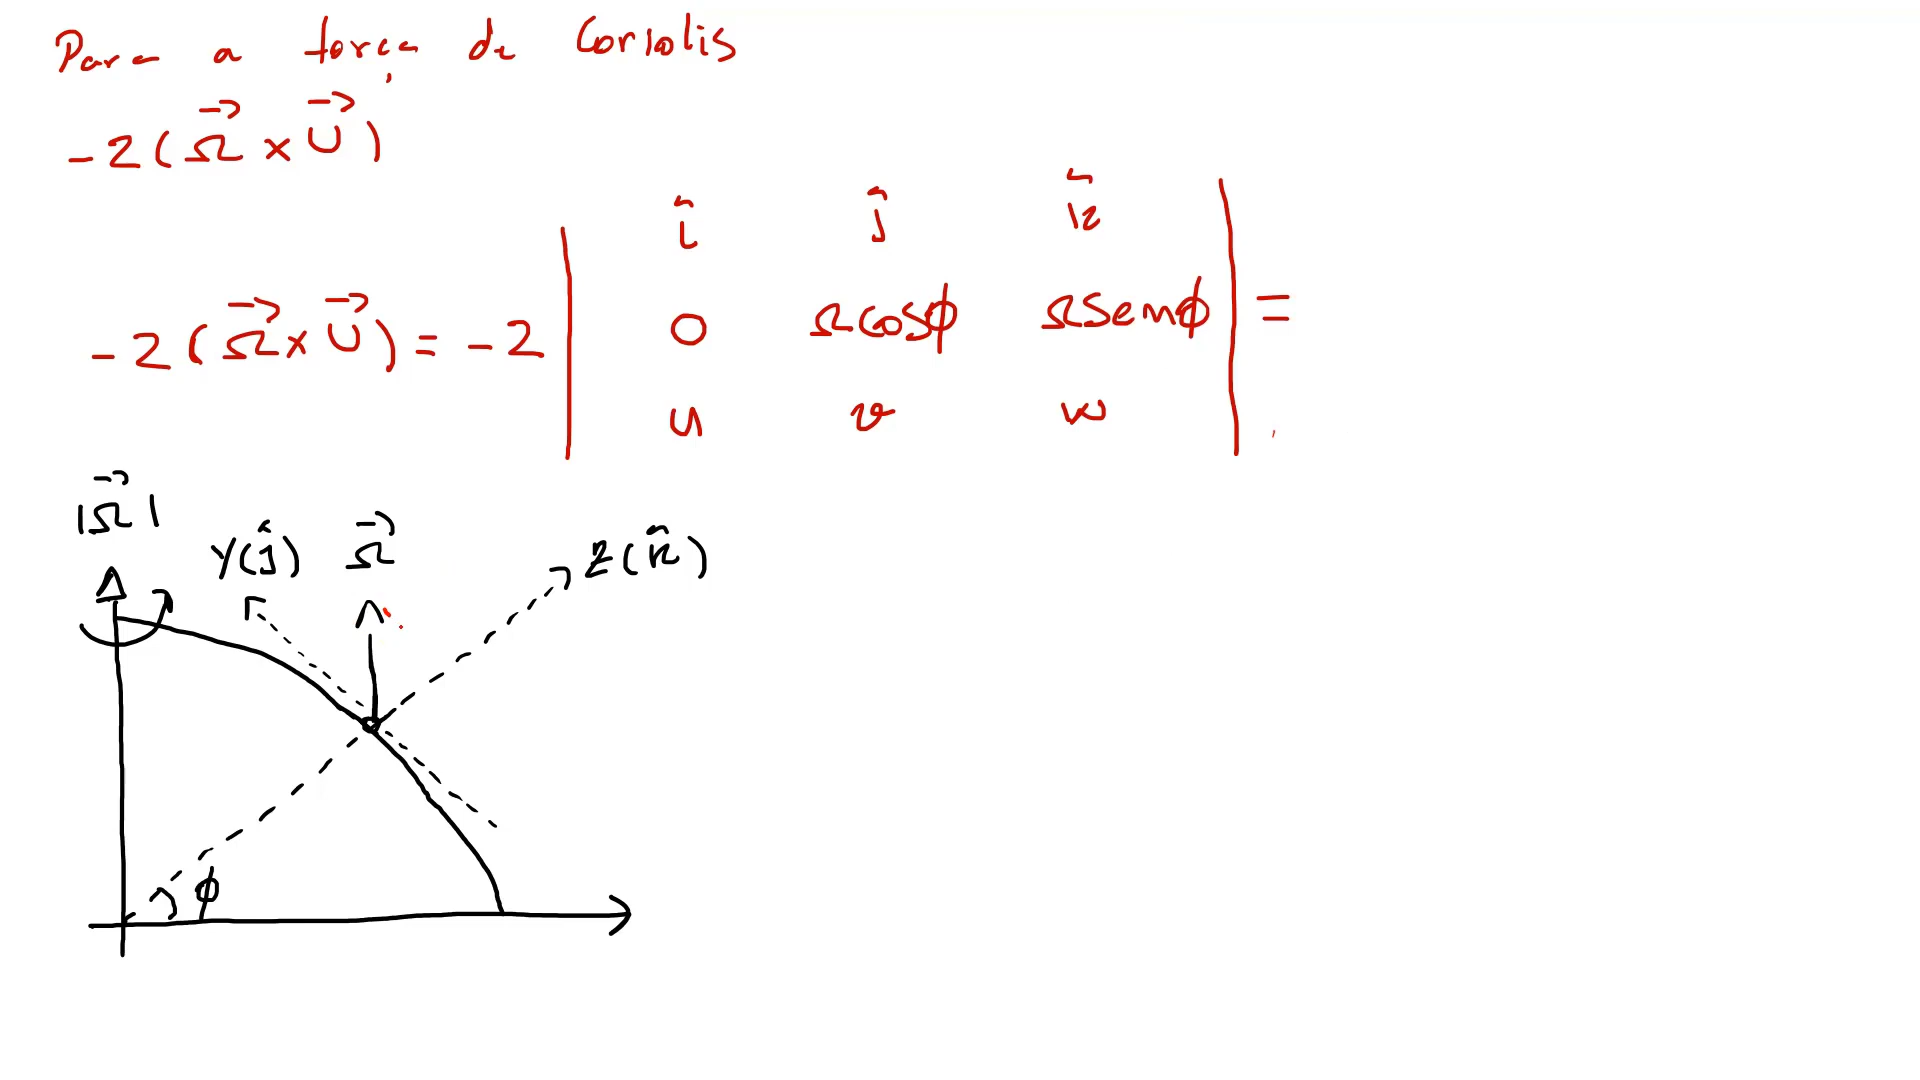 Para a força de Coriolis
-2(Ω⃗ × U⃗)
î ĵ k̂
-2(Ω⃗ × U⃗) = -2 | 0 Ωcosϕ Ωsenϕ | =
u v w
|Ω⃗|
Y(ĵ) Ω⃗ Z(k̂)
ϕ